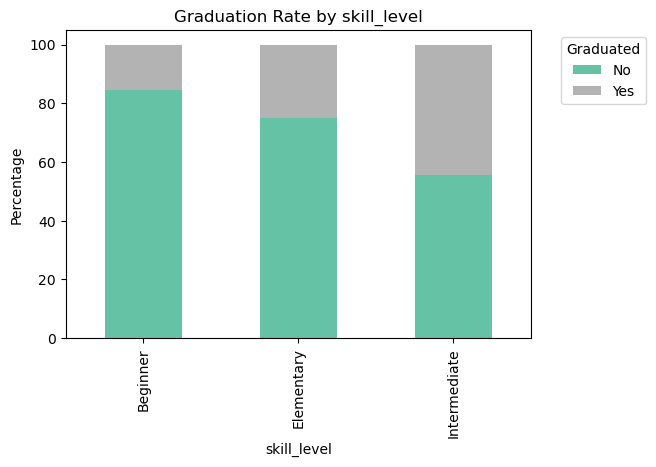 Graduation Rate by skill_level
Graduated
No
Yes
Percentage
100
80
60
40
20
0
Beginner
Elementary
Intermediate
skill_level